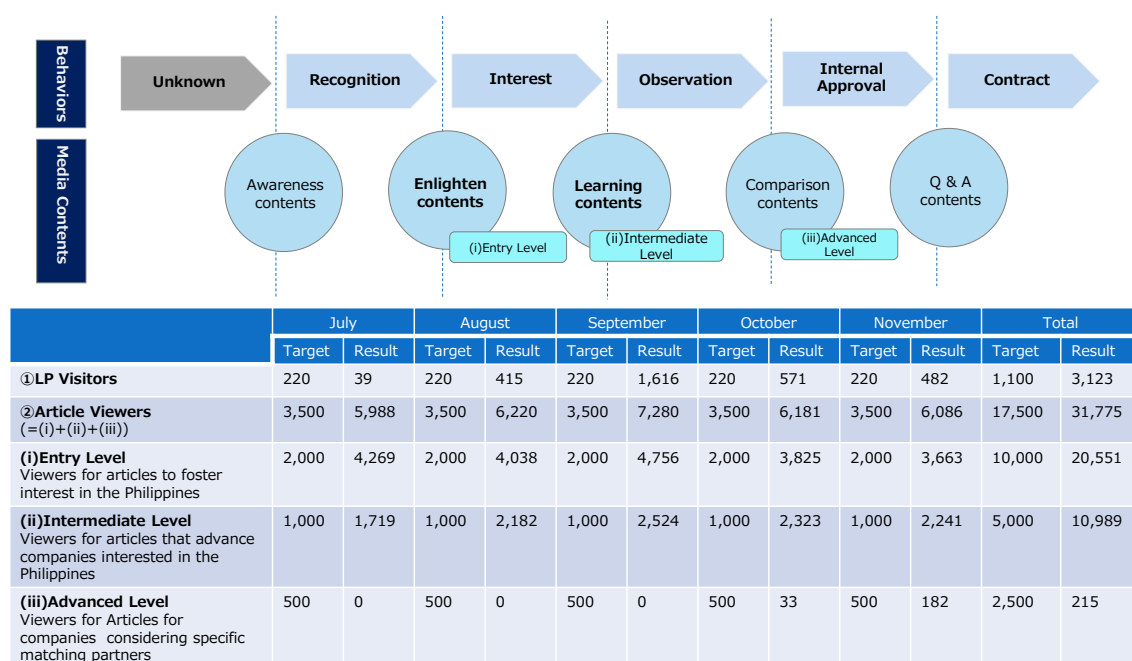 Behaviors
Unknown
Recognition
Interest
Observation
Internal
Approval
Contract
Media Contents
Awareness
contents
Enlighten
contents
Learning
contents
Comparison
contents
Q & A
contents
(i)Entry Level
(ii)Intermediate
Level
(iii)Advanced
Level
July August September October November Total
Target Result Target Result Target Result Target Result Target Result Target Result
①LP Visitors 220 39 220 415 220 1,616 220 571 220 482 1,100 3,123
②Article Viewers 3,500 5,988 3,500 6,220 3,500 7,280 3,500 6,181 3,500 6,086 17,500 31,775
(=(i)+(ii)+(iii))
(i)Entry Level 2,000 4,269 2,000 4,038 2,000 4,756 2,000 3,825 2,000 3,663 10,000 20,551
Viewers for articles to foster
interest in the Philippines
(ii)Intermediate Level 1,000 1,719 1,000 2,182 1,000 2,524 1,000 2,323 1,000 2,241 5,000 10,989
Viewers for articles that advance
companies interested in the
Philippines
(iii)Advanced Level 500 0 500 0 500 0 500 33 500 182 2,500 215
Viewers for Articles for
companies considering specific
matching partners